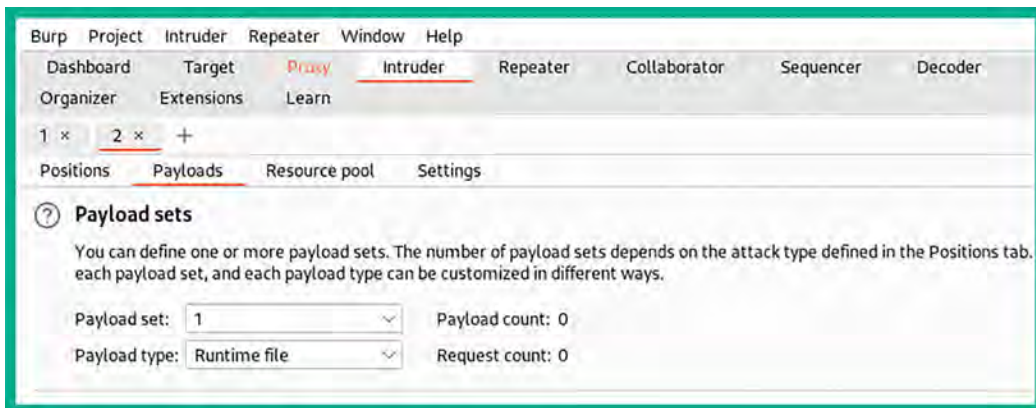 Burp Project Intruder Repeater Window Help
Dashboard Target Proxy Intruder Repeater Collaborator Sequencer Decoder
Organizer Extensions Learn
1 × 2 × +
Positions Payloads Resource pool Settings
? Payload sets
You can define one or more payload sets. The number of payload sets depends on the attack type defined in the Positions tab.
each payload set, and each payload type can be customized in different ways.
Payload set: 1 Payload count: 0
Payload type: Runtime file Request count: 0